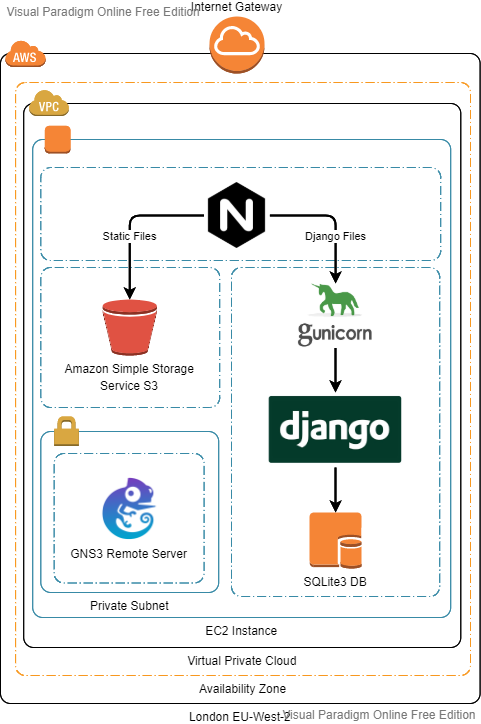 Visual Paradigm Online Free Edition
Internet Gateway
AWS
VPC
N
Static Files
Django Files
gunicorn
Amazon Simple Storage
Service S3
django
GNS3 Remote Server
SQLite3 DB
Private Subnet
EC2 Instance
Virtual Private Cloud
Availability Zone
London EU-West-2
Visual Paradigm Online Free Edition